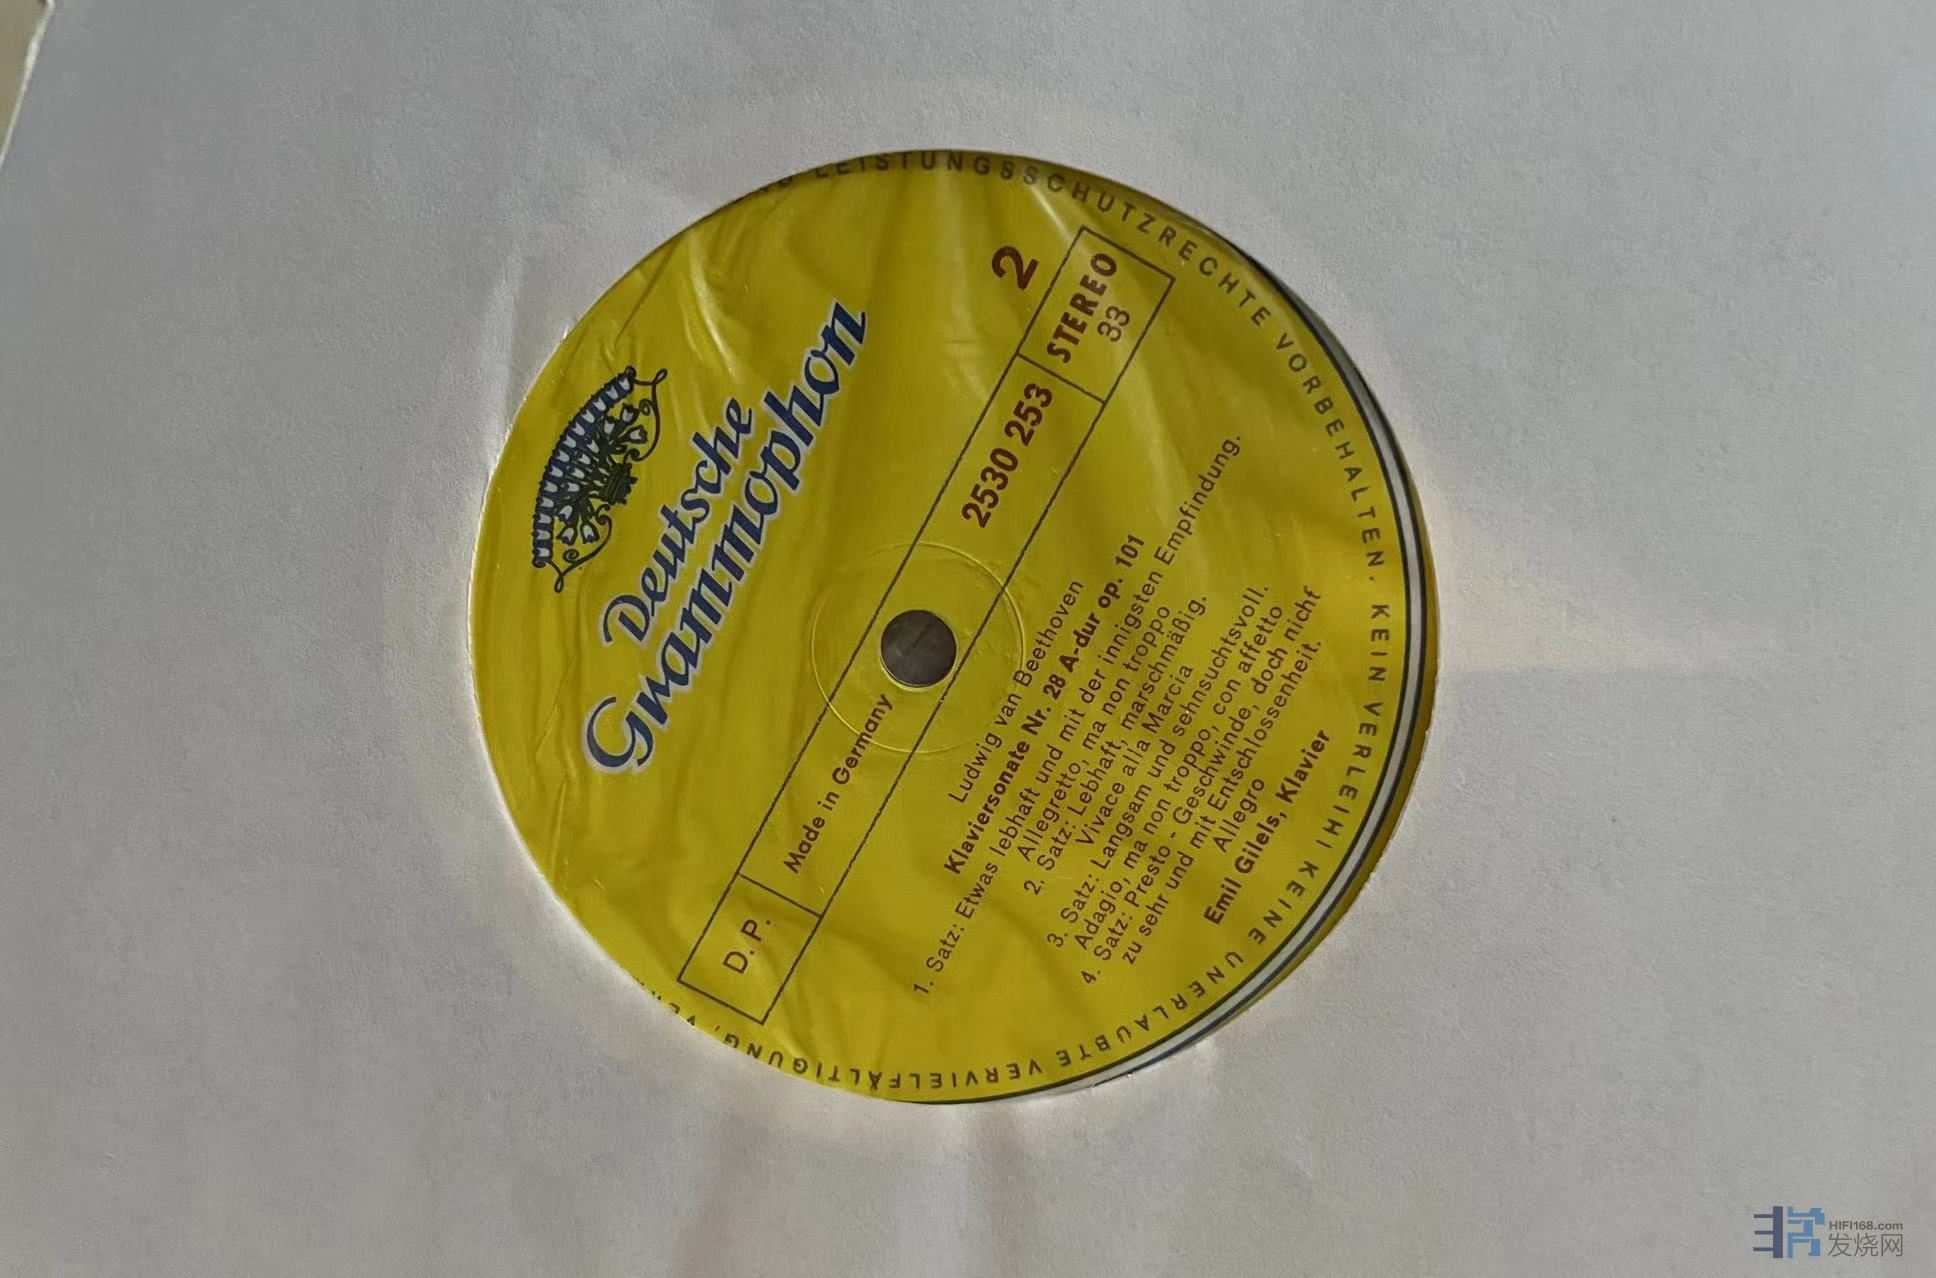 Deutsche
Grammophon
2
STEREO
33
2530 253
Made in Germany
D.P.
Ludwig van Beethoven
Klaviersonate Nr. 28 A-dur op. 101
1. Satz: Etwas lebhaft und mit der innigsten Empfindung.
Allegretto, ma non troppo
2. Satz: Lebhaft, marschmäßig.
Vivace alla Marcia
3. Satz: Langsam und sehnsuchtsvoll.
Adagio, ma non troppo, con affetto
4. Satz: Presto - Geschwinde, doch nicht
zu sehr und mit Entschlossenheit.
Allegro
Emil Gilels, Klavier
LEISTUNGSSCHUTZRECHTE VORBEHALTEN. KEIN VERLEIH! KEINE UNERLAUBTE VERVIELFÄLTIGUNG,
HIFI168.com
发烧网